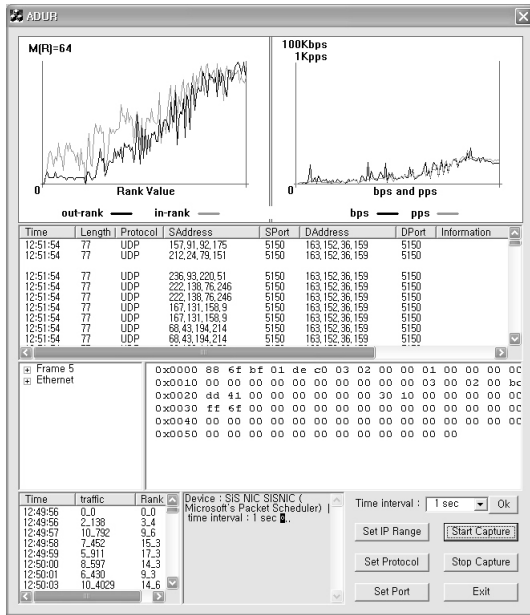 ADUR
M(R)=64
0
Rank Value
out-rank in-rank
100Kbps
1Kpps
0
bps and pps
bps pps
Time Length Protocol SAddress SPort DAddress DPort Information
12:51:54 77 UDP 157,91,92,175 5150 163,152,36,159 5150
12:51:54 77 UDP 212,24,79,151 5150 163,152,36,159 5150
12:51:54 77 UDP 236,93,220,51 5150 163,152,36,159 5150
12:51:54 77 UDP 222,138,76,246 5150 163,152,36,159 5150
12:51:54 77 UDP 222,138,76,246 5150 163,152,36,159 5150
12:51:54 77 UDP 167,131,158,9 5150 163,152,36,159 5150
12:51:54 77 UDP 167,131,158,9 5150 163,152,36,159 5150
12:51:54 77 UDP 68,43,194,214 5150 163,152,36,159 5150
12:51:54 77 UDP 68,43,194,214 5150 163,152,36,159 5150
Frame 5
Ethernet
0x0000 88 6f bf 01 de c0 03 02 00 00 01 00 00 00 00
0x0010 00 00 00 00 00 00 00 00 00 00 03 00 02 00 bc
0x0020 dd 41 00 00 00 00 00 00 30 10 00 00 00 00 00
0x0030 ff 6f 00 00 00 00 00 00 00 00 00 00 00 00 00
0x0040 00 00 00 00 00 00 00 00 00 00 00 00 00 00 00
0x0050 00 00 00 00 00 00 00 00 00 00 00 00
Time traffic Rank
12:49:56 0_0 0_0
12:49:56 2_138 3_4
12:49:57 10_792 9_6
12:49:58 7_452 15_3
12:49:59 5_911 17_3
12:50:00 8_597 14_3
12:50:01 6_430 9_3
12:50:03 10_4029 14_6
Device : SIS NIC SISNIC (
Microsoft's Packet Scheduler) |
time interval : 1 sec
Time interval : 1 sec Ok
Set IP Range Start Capture
Set Protocol Stop Capture
Set Port Exit